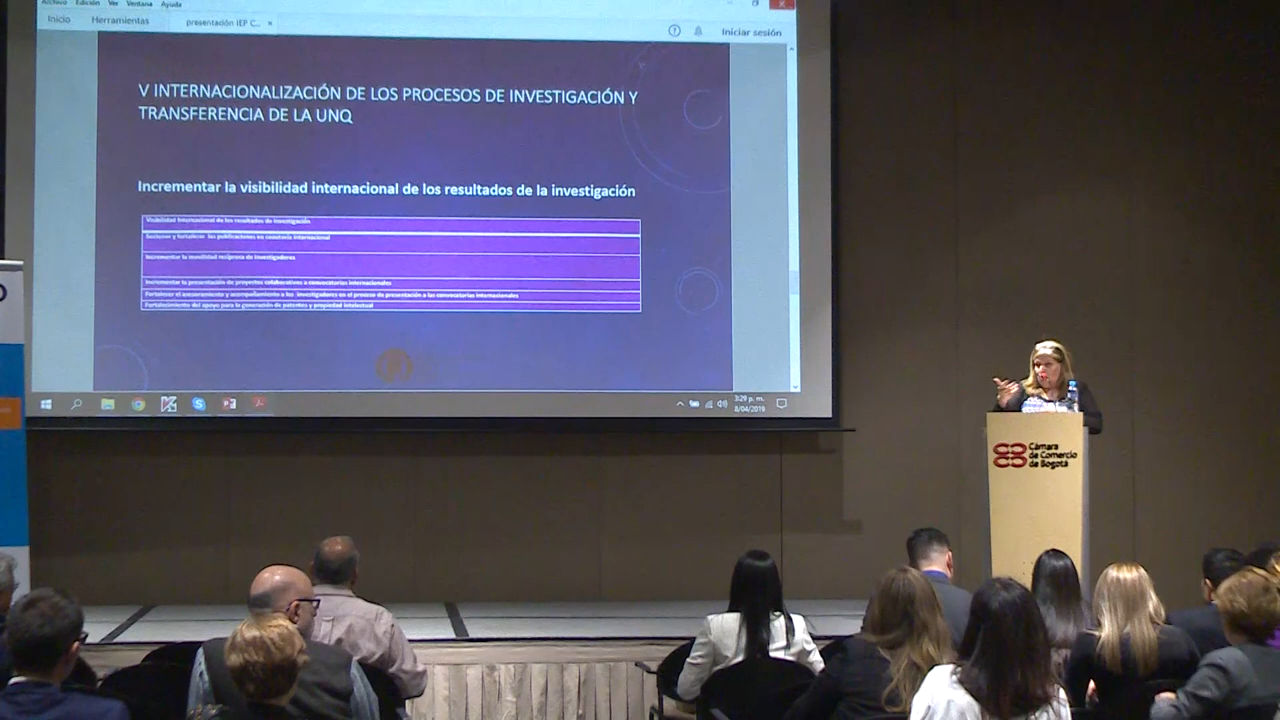 Archivo Edición Ver Ventana Ayuda
Inicio Herramientas presentación IEP C... × Iniciar sesión
V INTERNACIONALIZACIÓN DE LOS PROCESOS DE INVESTIGACIÓN Y
TRANSFERENCIA DE LA UNQ
Incrementar la visibilidad internacional de los resultados de la investigación
Visibilidad Internacional de los resultados de investigación
Sostener y fortalecer las publicaciones en coautoría internacional
Incrementar la movilidad recíproca de investigadores
Incrementar la presentación de proyectos colaborativos a convocatorias internacionales
Fortalecer el asesoramiento y acompañamiento a los investigadores en el proceso de presentación a las convocatorias internacionales
Fortalecimiento del apoyo para la generación de patentes y propiedad intelectual
3:29 p. m.
8/04/2019
Cámara
de Comercio
de Bogotá